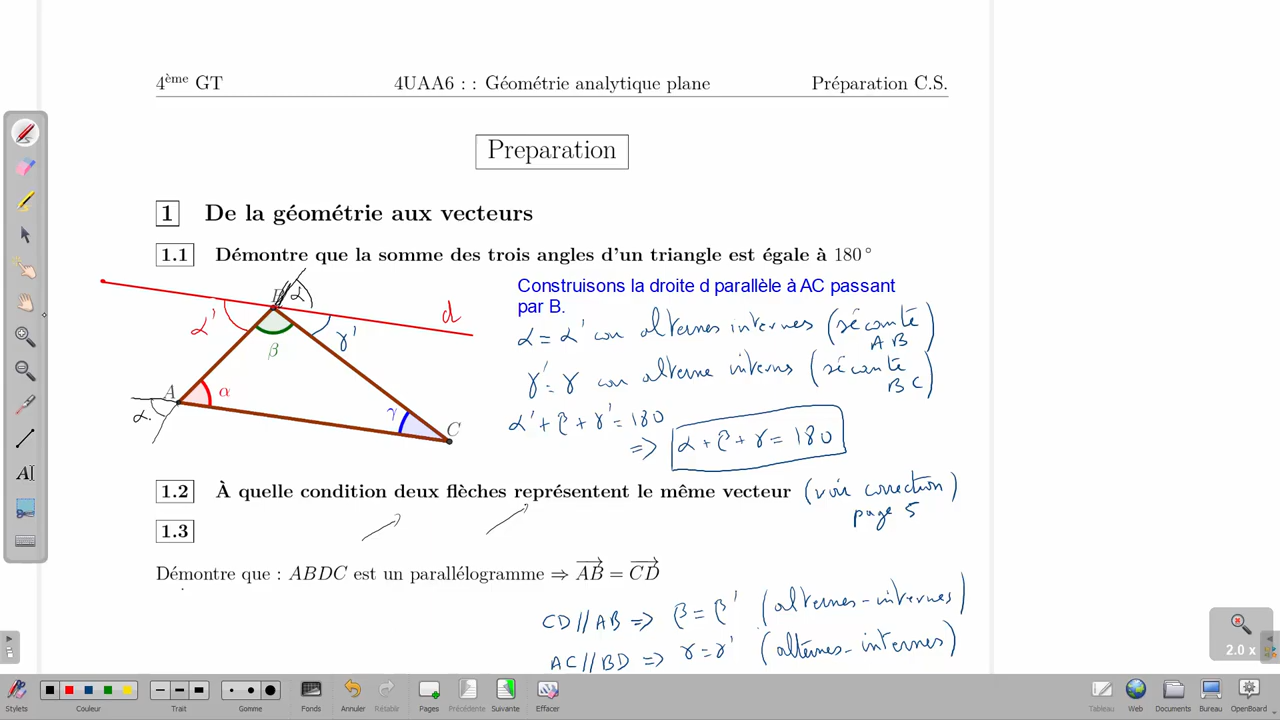 4ème GT 4UAA6 : : Géométrie analytique plane Préparation C.S.
Preparation
1 De la géométrie aux vecteurs
1.1 Démontre que la somme des trois angles d'un triangle est égale à 180°
B α
d
α' γ'
β
A α
α
γ C
Construisons la droite d parallèle à AC passant
par B.
α = α' car alternes internes (sécante
AB)
γ' = γ car alterne interns (sécante
BC)
α' + β + γ' = 180
=> α + β + γ = 180
1.2 À quelle condition deux flèches représentent le même vecteur (voir correction)
page 5
1.3
Démontre que : ABDC est un parallélogramme ⇒ AB = CD
CD // AB => β = β' (alternes-internes)
AC // BD => γ = γ' (alternes-internes)
2.0 x
Stylets Couleur Trait Gomme Fonds Annuler Rétablir Pages Précédente Suivante Effacer Tableau Web Documents Bureau OpenBoard